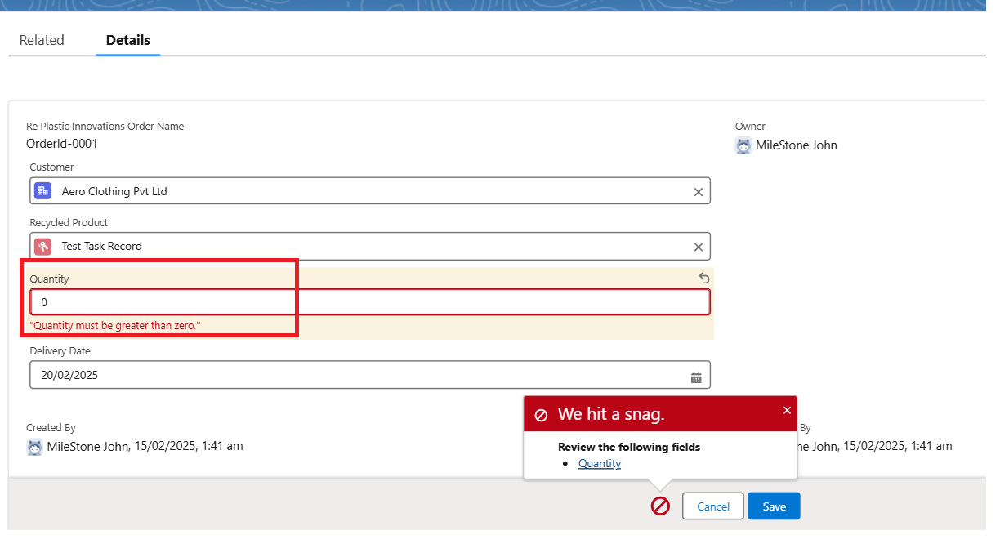 Related
Details
Re Plastic Innovations Order Name
OrderId-0001
Owner
MileStone John
Customer
Aero Clothing Pvt Ltd
Recycled Product
Test Task Record
Quantity
0
"Quantity must be greater than zero."
Delivery Date
20/02/2025
Created By
MileStone John, 15/02/2025, 1:41 am
By
John, 15/02/2025, 1:41 am
We hit a snag.
Review the following fields
• Quantity
Cancel
Save